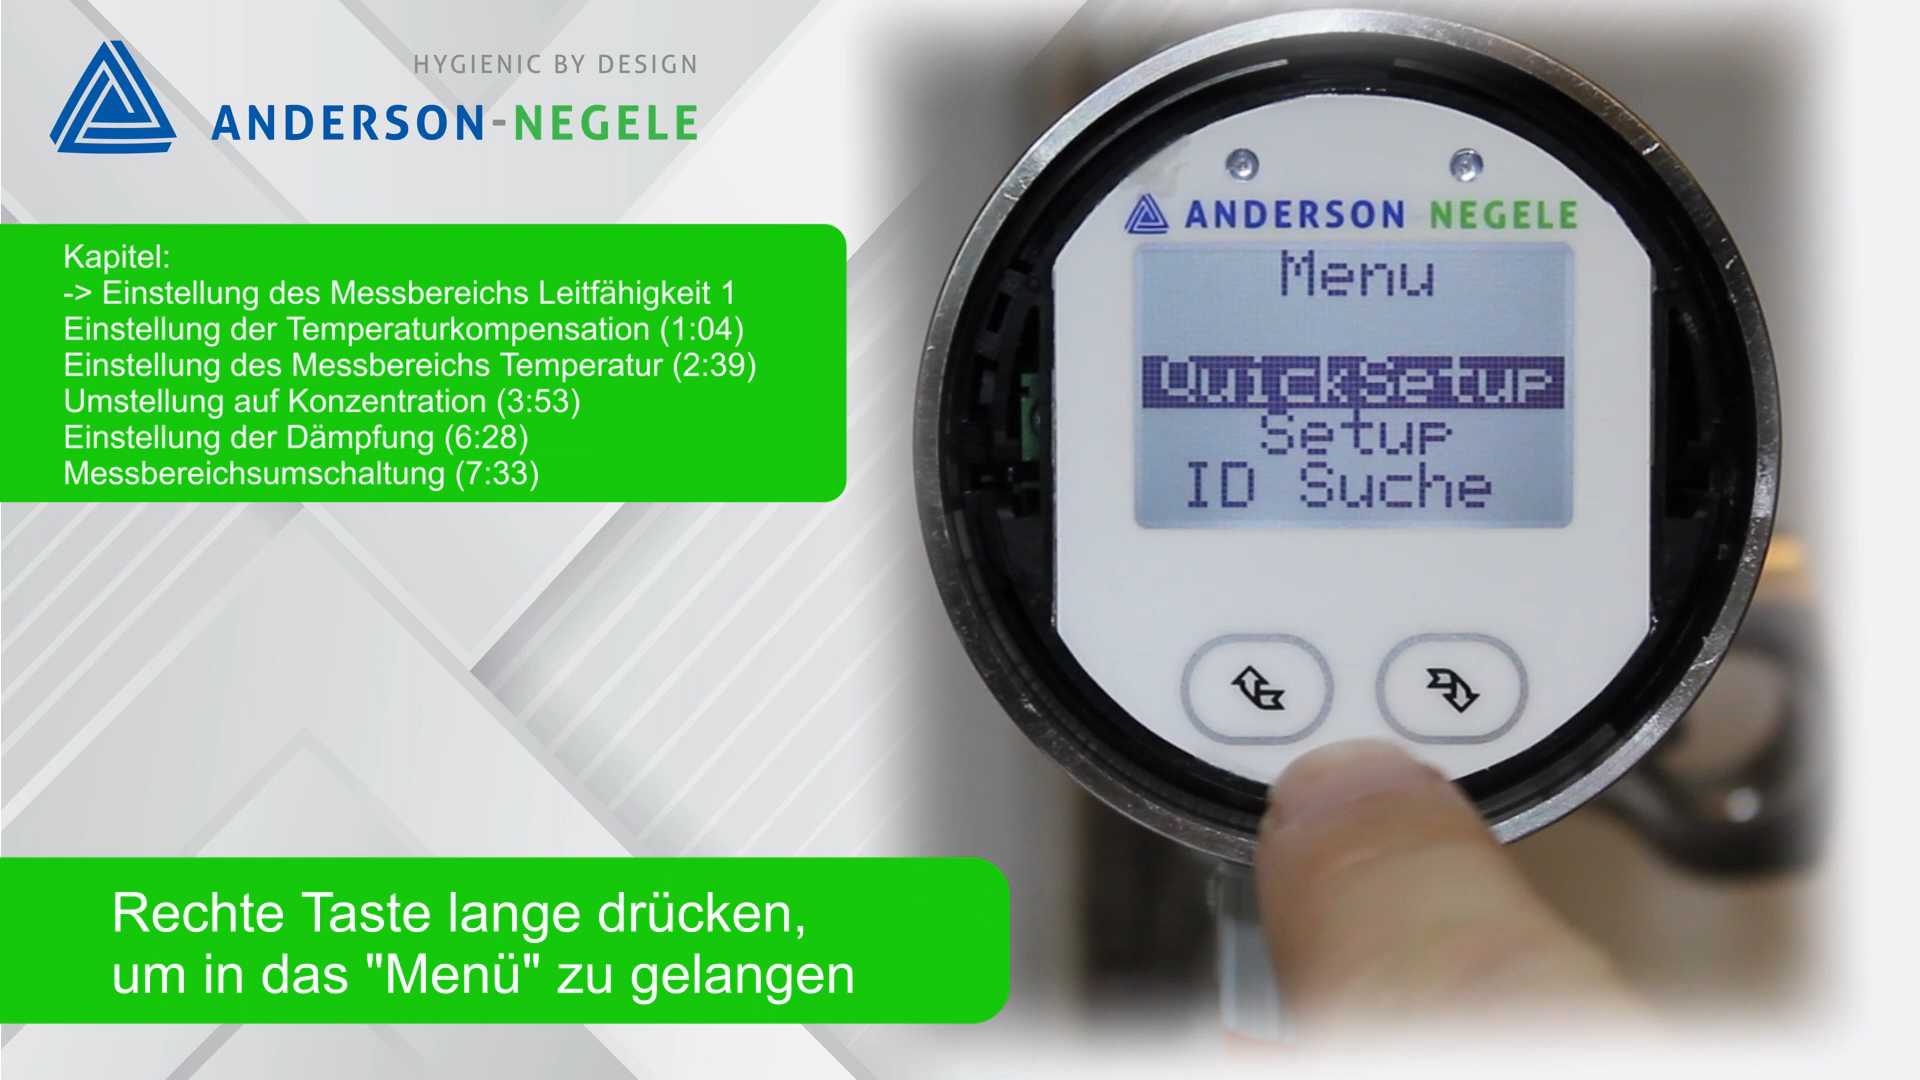 HYGIENIC BY DESIGN
ANDERSON-NEGELE
Kapitel:
-> Einstellung des Messbereichs Leitfähigkeit 1
Einstellung der Temperaturkompensation (1:04)
Einstellung des Messbereichs Temperatur (2:39)
Umstellung auf Konzentration (3:53)
Einstellung der Dämpfung (6:28)
Messbereichsumschaltung (7:33)
ANDERSON NEGELE
Menu
QuickSetup
Setup
ID Suche
Rechte Taste lange drücken,
um in das "Menü" zu gelangen